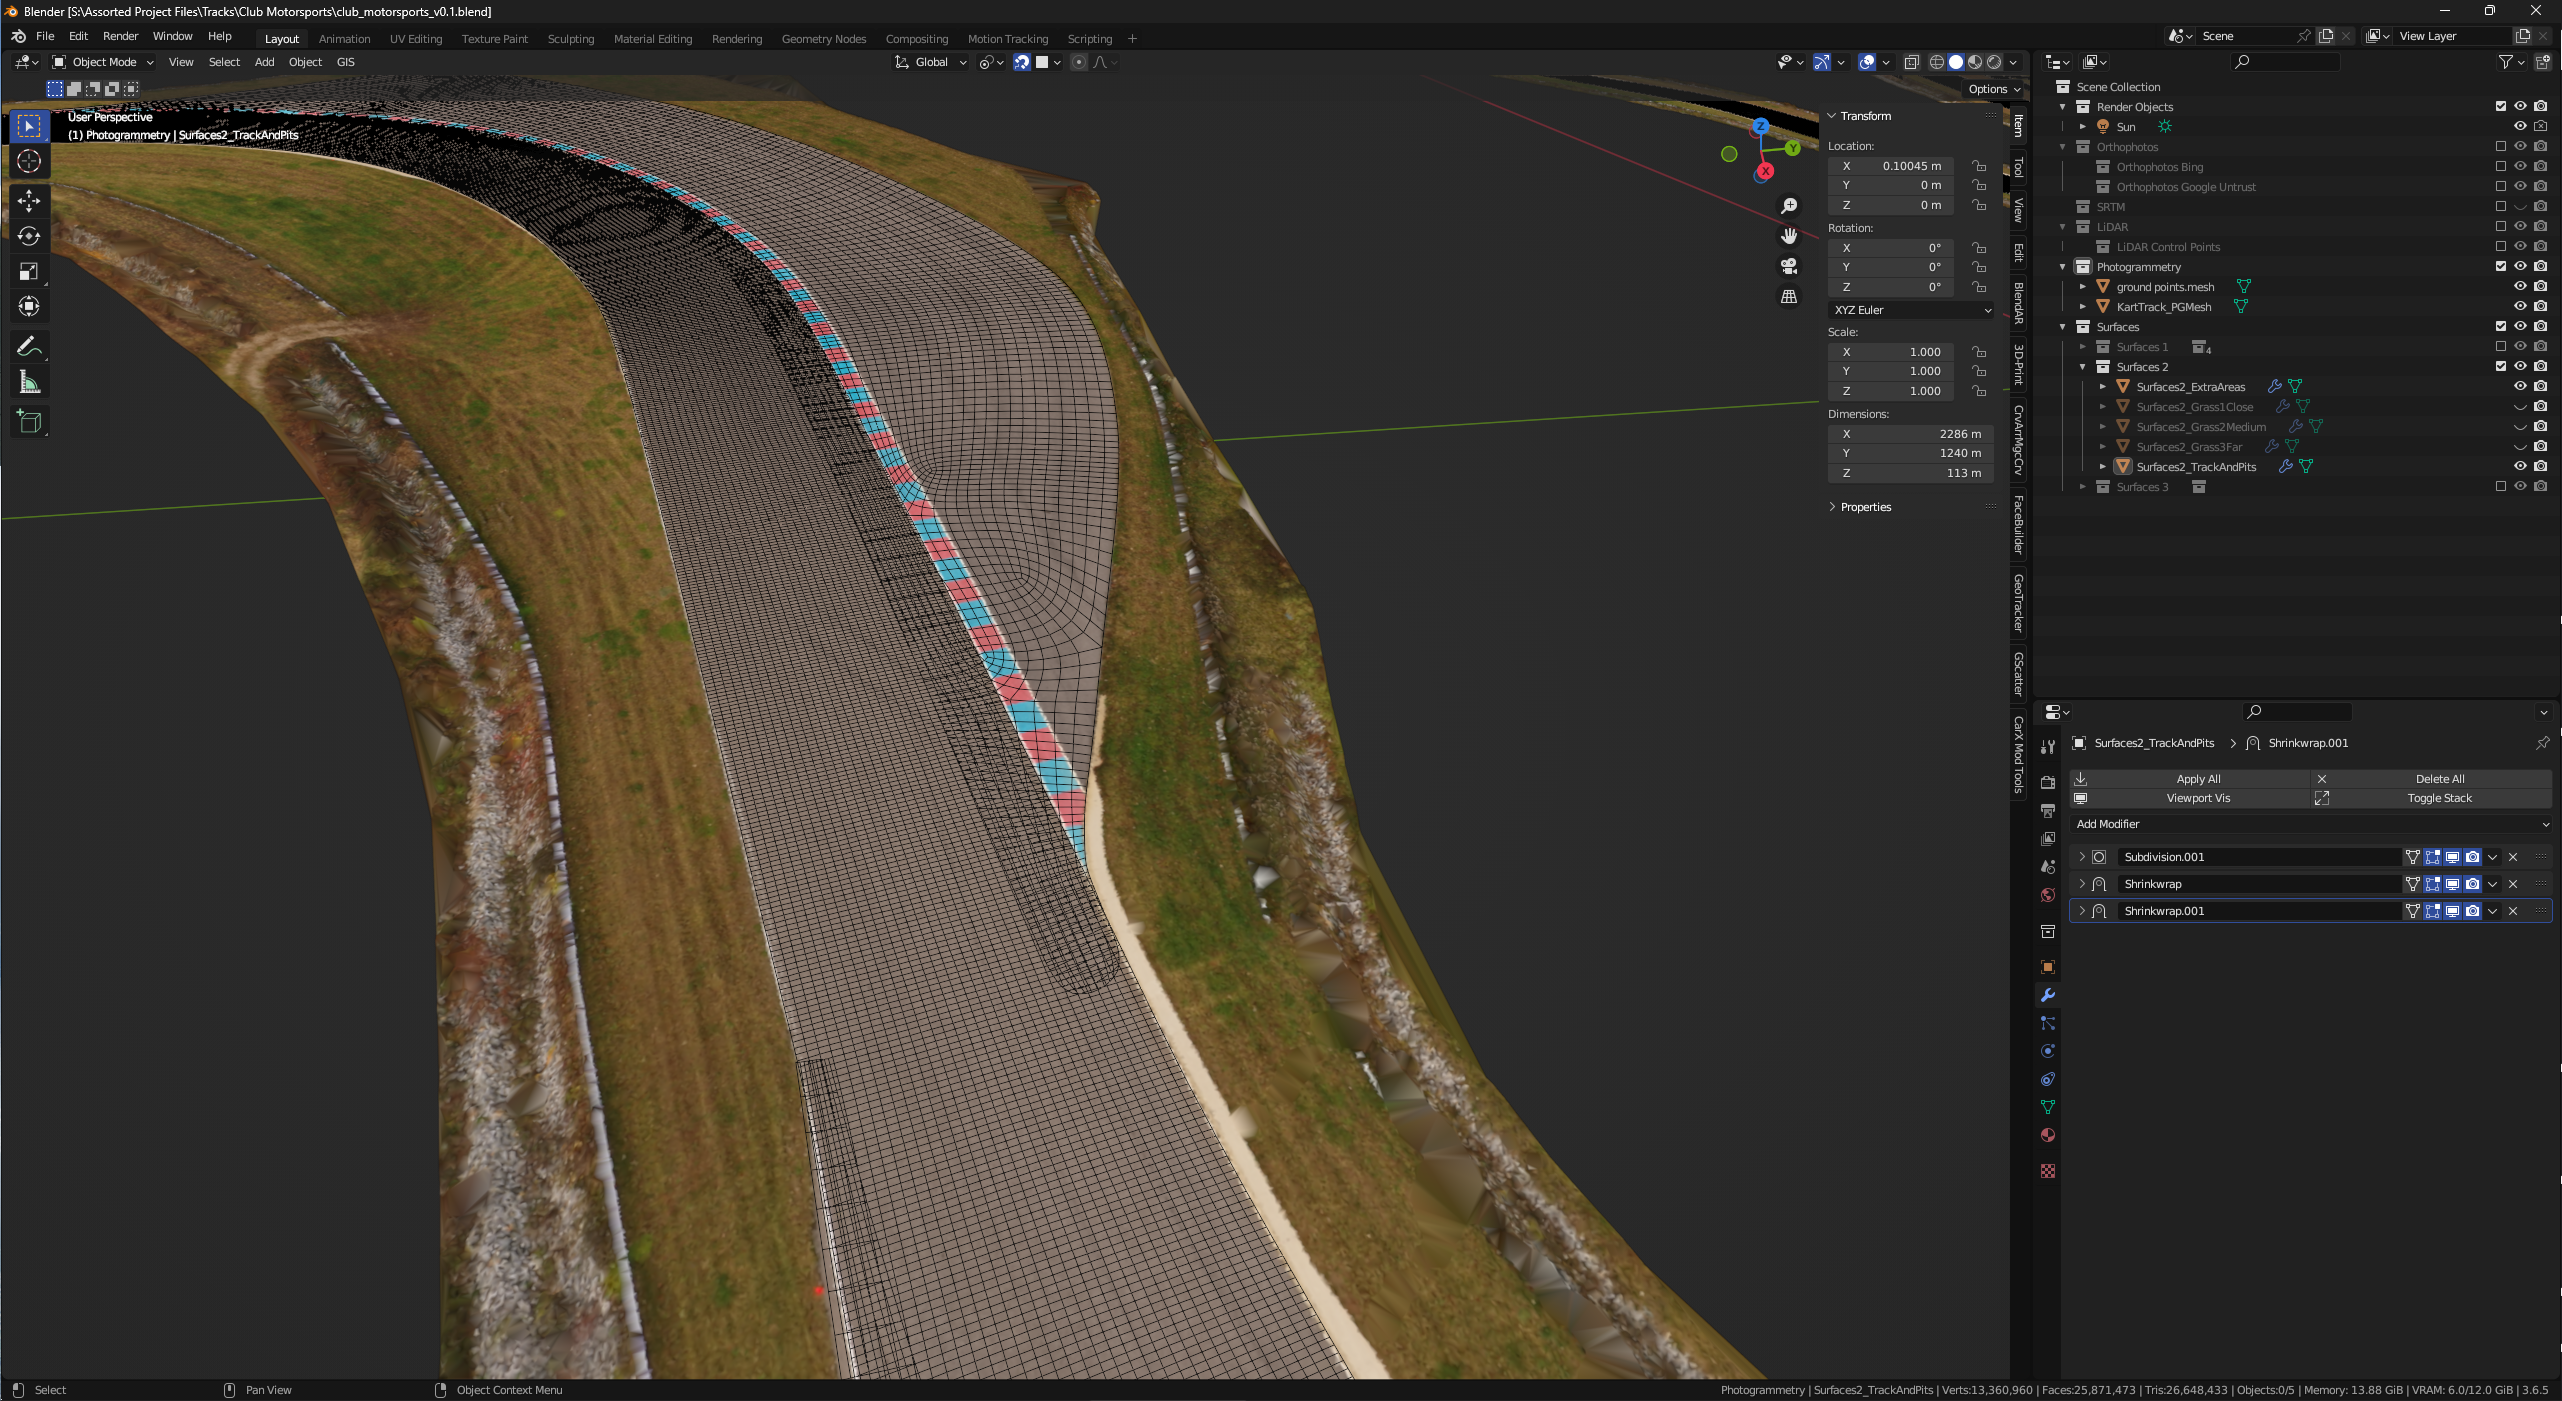 Blender [S:\Assorted Project Files\Tracks\Club Motorsports\club_motorsports_v0.1.blend]
File Edit Render Window Help Layout Animation UV Editing Texture Paint Sculpting Material Editing Rendering Geometry Nodes Compositing Motion Tracking Scripting + Scene View Layer
Object Mode View Select Add Object GIS Global
Options
User Perspective
(1) Photogrammetry | Surfaces2_TrackAndPits
Z
Y
X
Transform
Location:
X 0.10045 m
Y 0 m
Z 0 m
Rotation:
X 0°
Y 0°
Z 0°
XYZ Euler
Scale:
X 1.000
Y 1.000
Z 1.000
Dimensions:
X 2286 m
Y 1240 m
Z 113 m
Properties
Item
Tool
View
Edit
BlendAR
3D-Print
CrvArrMgcCrv
FaceBuilder
GeoTracker
GScatter
CarX Mod Tools
Scene Collection
Render Objects
Sun
Orthophotos
Orthophotos Bing
Orthophotos Google Untrust
SRTM
LiDAR
LiDAR Control Points
Photogrammetry
ground points.mesh
KartTrack_PGMesh
Surfaces
Surfaces 1 4
Surfaces 2
Surfaces2_ExtraAreas
Surfaces2_Grass1Close
Surfaces2_Grass2Medium
Surfaces2_Grass3Far
Surfaces2_TrackAndPits
Surfaces 3
Surfaces2_TrackAndPits > Shrinkwrap.001
Apply All Delete All
Viewport Vis Toggle Stack
Add Modifier
Subdivision.001
Shrinkwrap
Shrinkwrap.001
Select Pan View Object Context Menu
Photogrammetry | Surfaces2_TrackAndPits | Verts:13,360,960 | Faces:25,871,473 | Tris:26,648,433 | Objects:0/5 | Memory: 13.88 GiB | VRAM: 6.0/12.0 GiB | 3.6.5